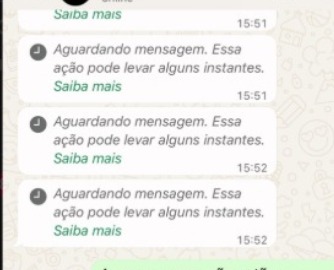 Saiba mais
15:51
Aguardando mensagem. Essa
ação pode levar alguns instantes.
Saiba mais
15:51
Aguardando mensagem. Essa
ação pode levar alguns instantes.
Saiba mais
15:52
Aguardando mensagem. Essa
ação pode levar alguns instantes.
Saiba mais
15:52